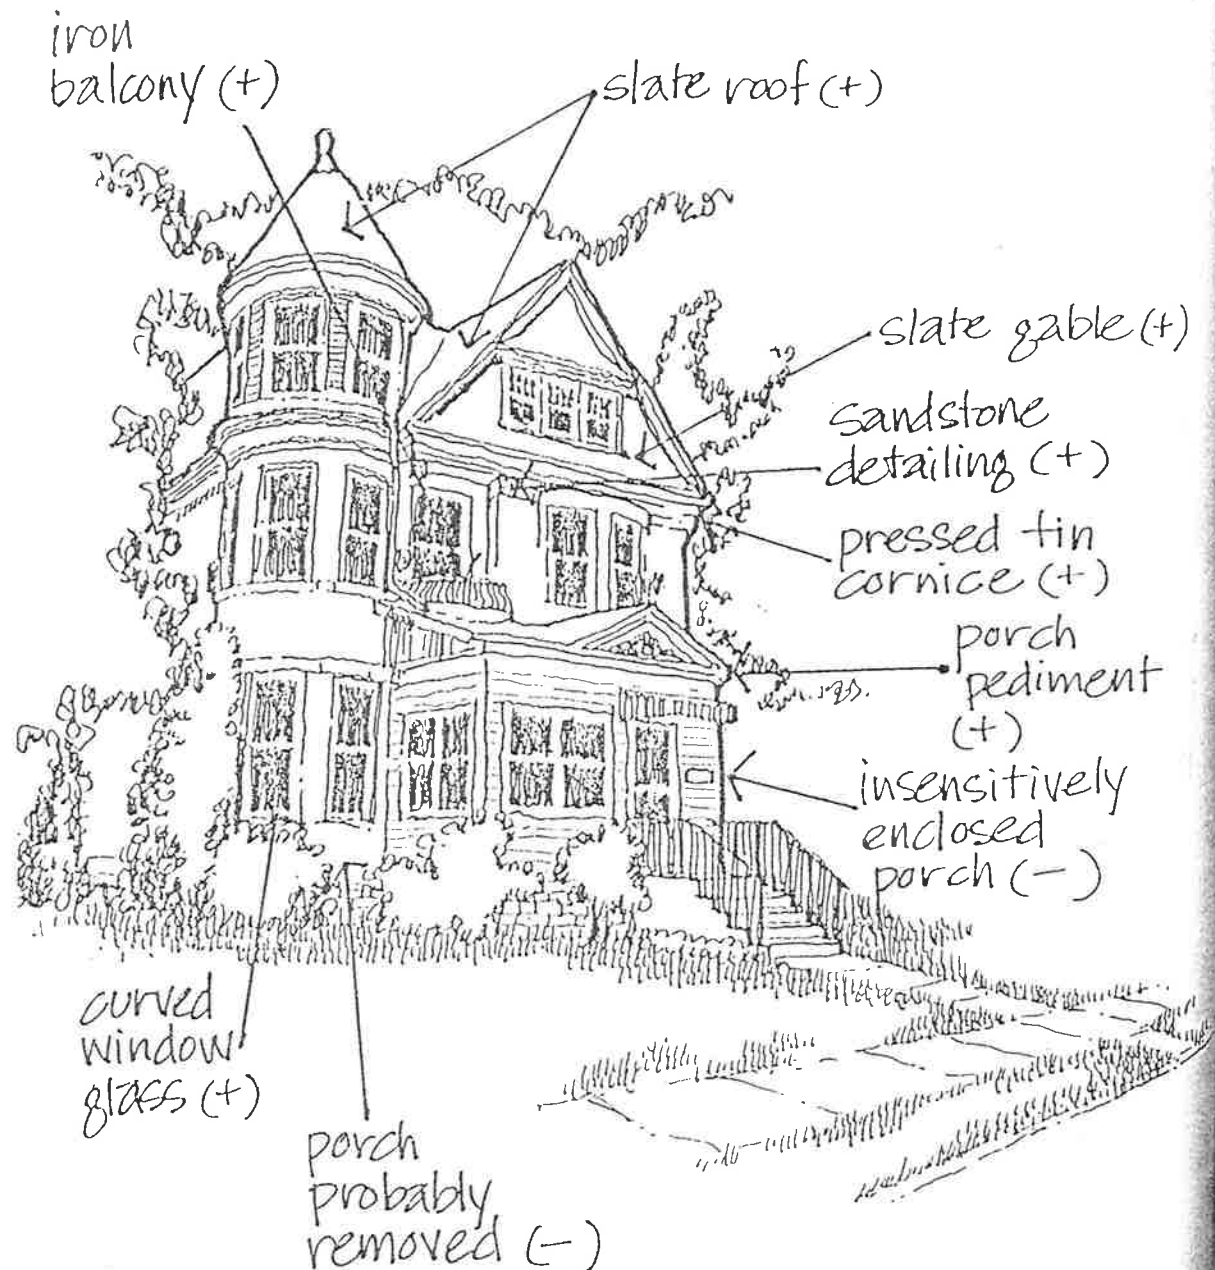 iron
balcony (+)
slate roof (+)
slate gable (+)
sandstone
detailing (+)
pressed tin
cornice (+)
porch
pediment
(+)
insensitively
enclosed
porch (-)
curved
window
glass (+)
porch
probably
removed (-)